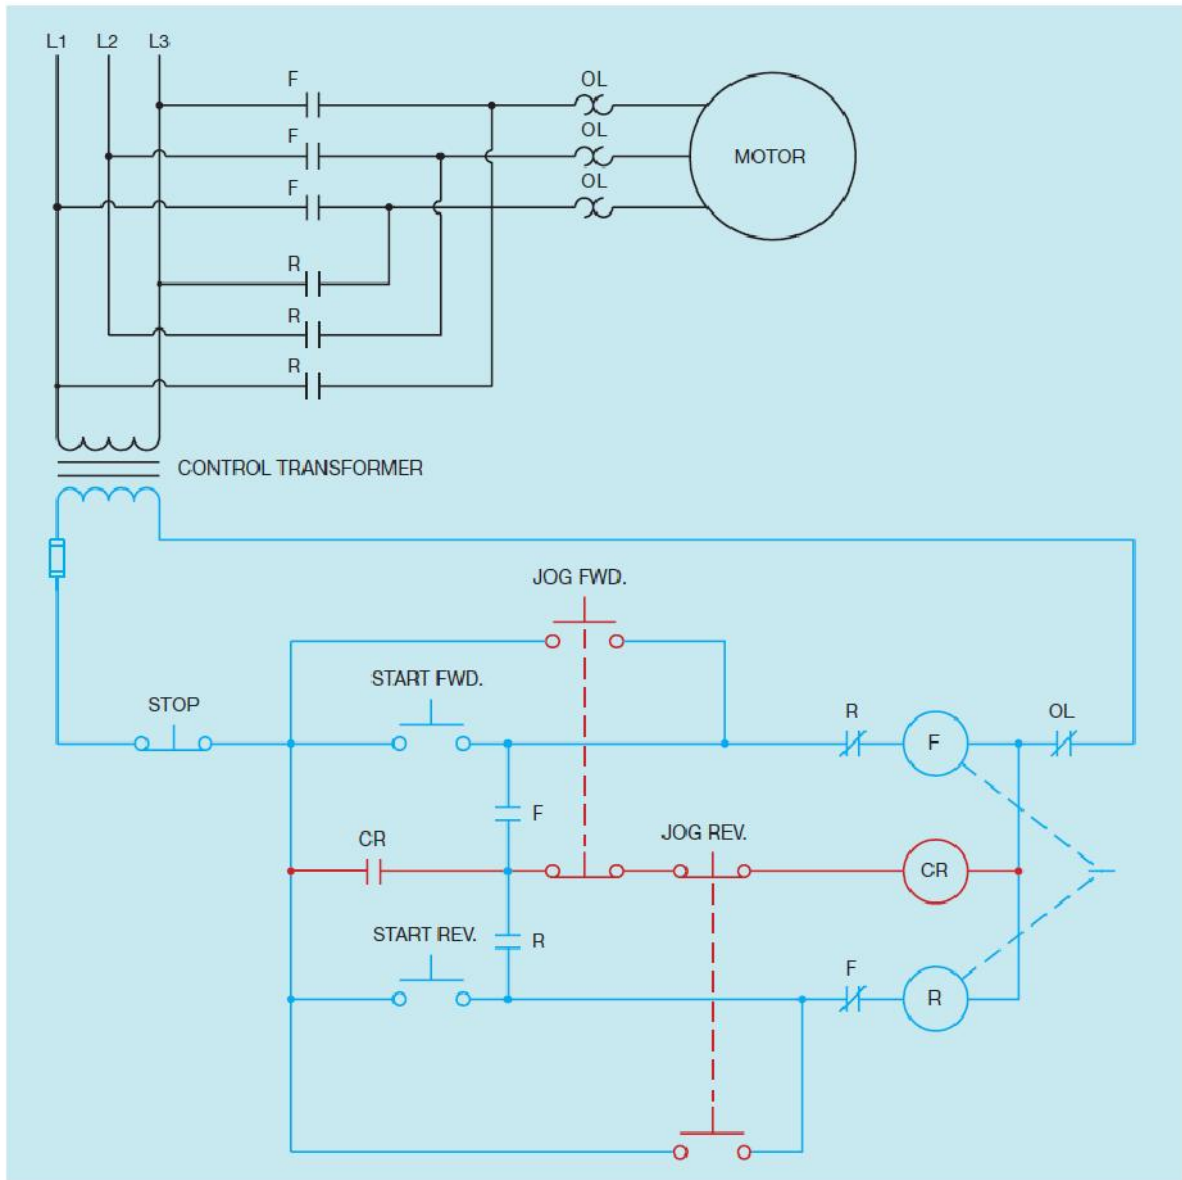 L1 L2 L3
F OL
F OL
MOTOR
F OL
R
R
R
CONTROL TRANSFORMER
JOG FWD.
START FWD.
STOP R OL
F
F
CR JOG REV.
CR
START REV. R
F
R